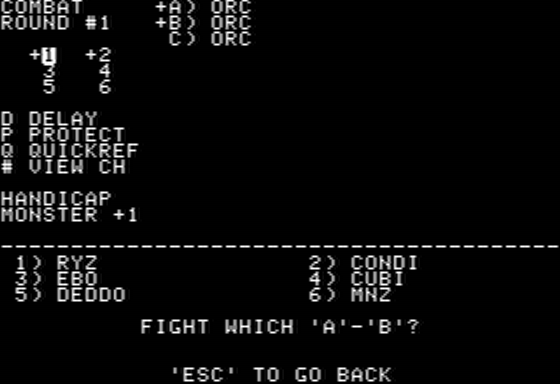 COMBAT +A) ORC
ROUND #1 +B) ORC
C) ORC
+1 +2
3 4
5 6
D DELAY
P PROTECT
Q QUICKREF
# VIEW CH
HANDICAP
MONSTER +1
----------------------------------------
1) RYZ 2) CONDI
3) EBO 4) CUBI
5) DEDDO 6) MNZ
FIGHT WHICH 'A'-'B'?
'ESC' TO GO BACK